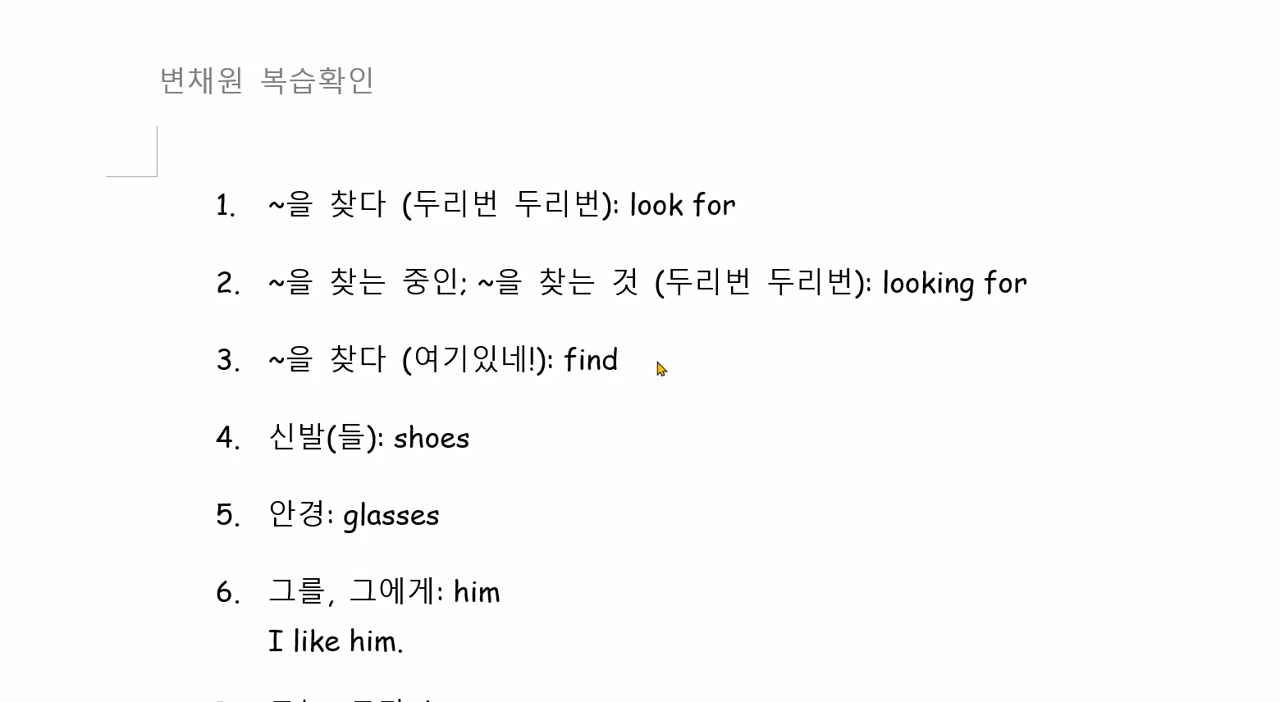 변채원 복습확인
1. ~을 찾다 (두리번 두리번): look for
2. ~을 찾는 중인; ~을 찾는 것 (두리번 두리번): looking for
3. ~을 찾다 (여기있네!): find
4. 신발(들): shoes
5. 안경: glasses
6. 그를, 그에게: him
I like him.